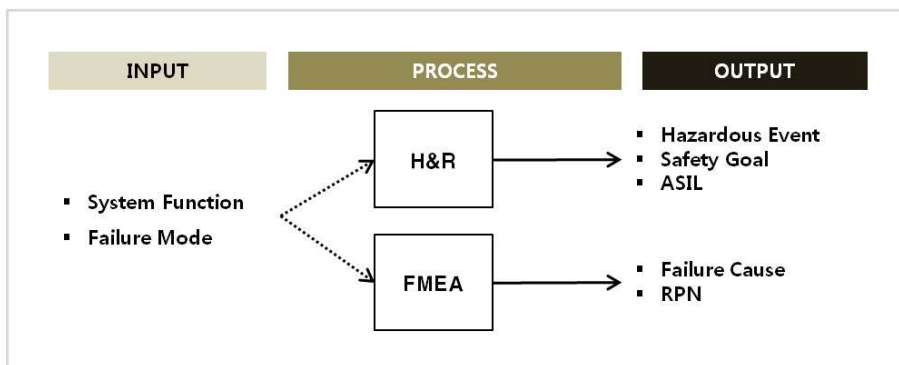 INPUT
PROCESS
OUTPUT
▪ System Function
▪ Failure Mode
H&R
FMEA
▪ Hazardous Event
▪ Safety Goal
▪ ASIL
▪ Failure Cause
▪ RPN